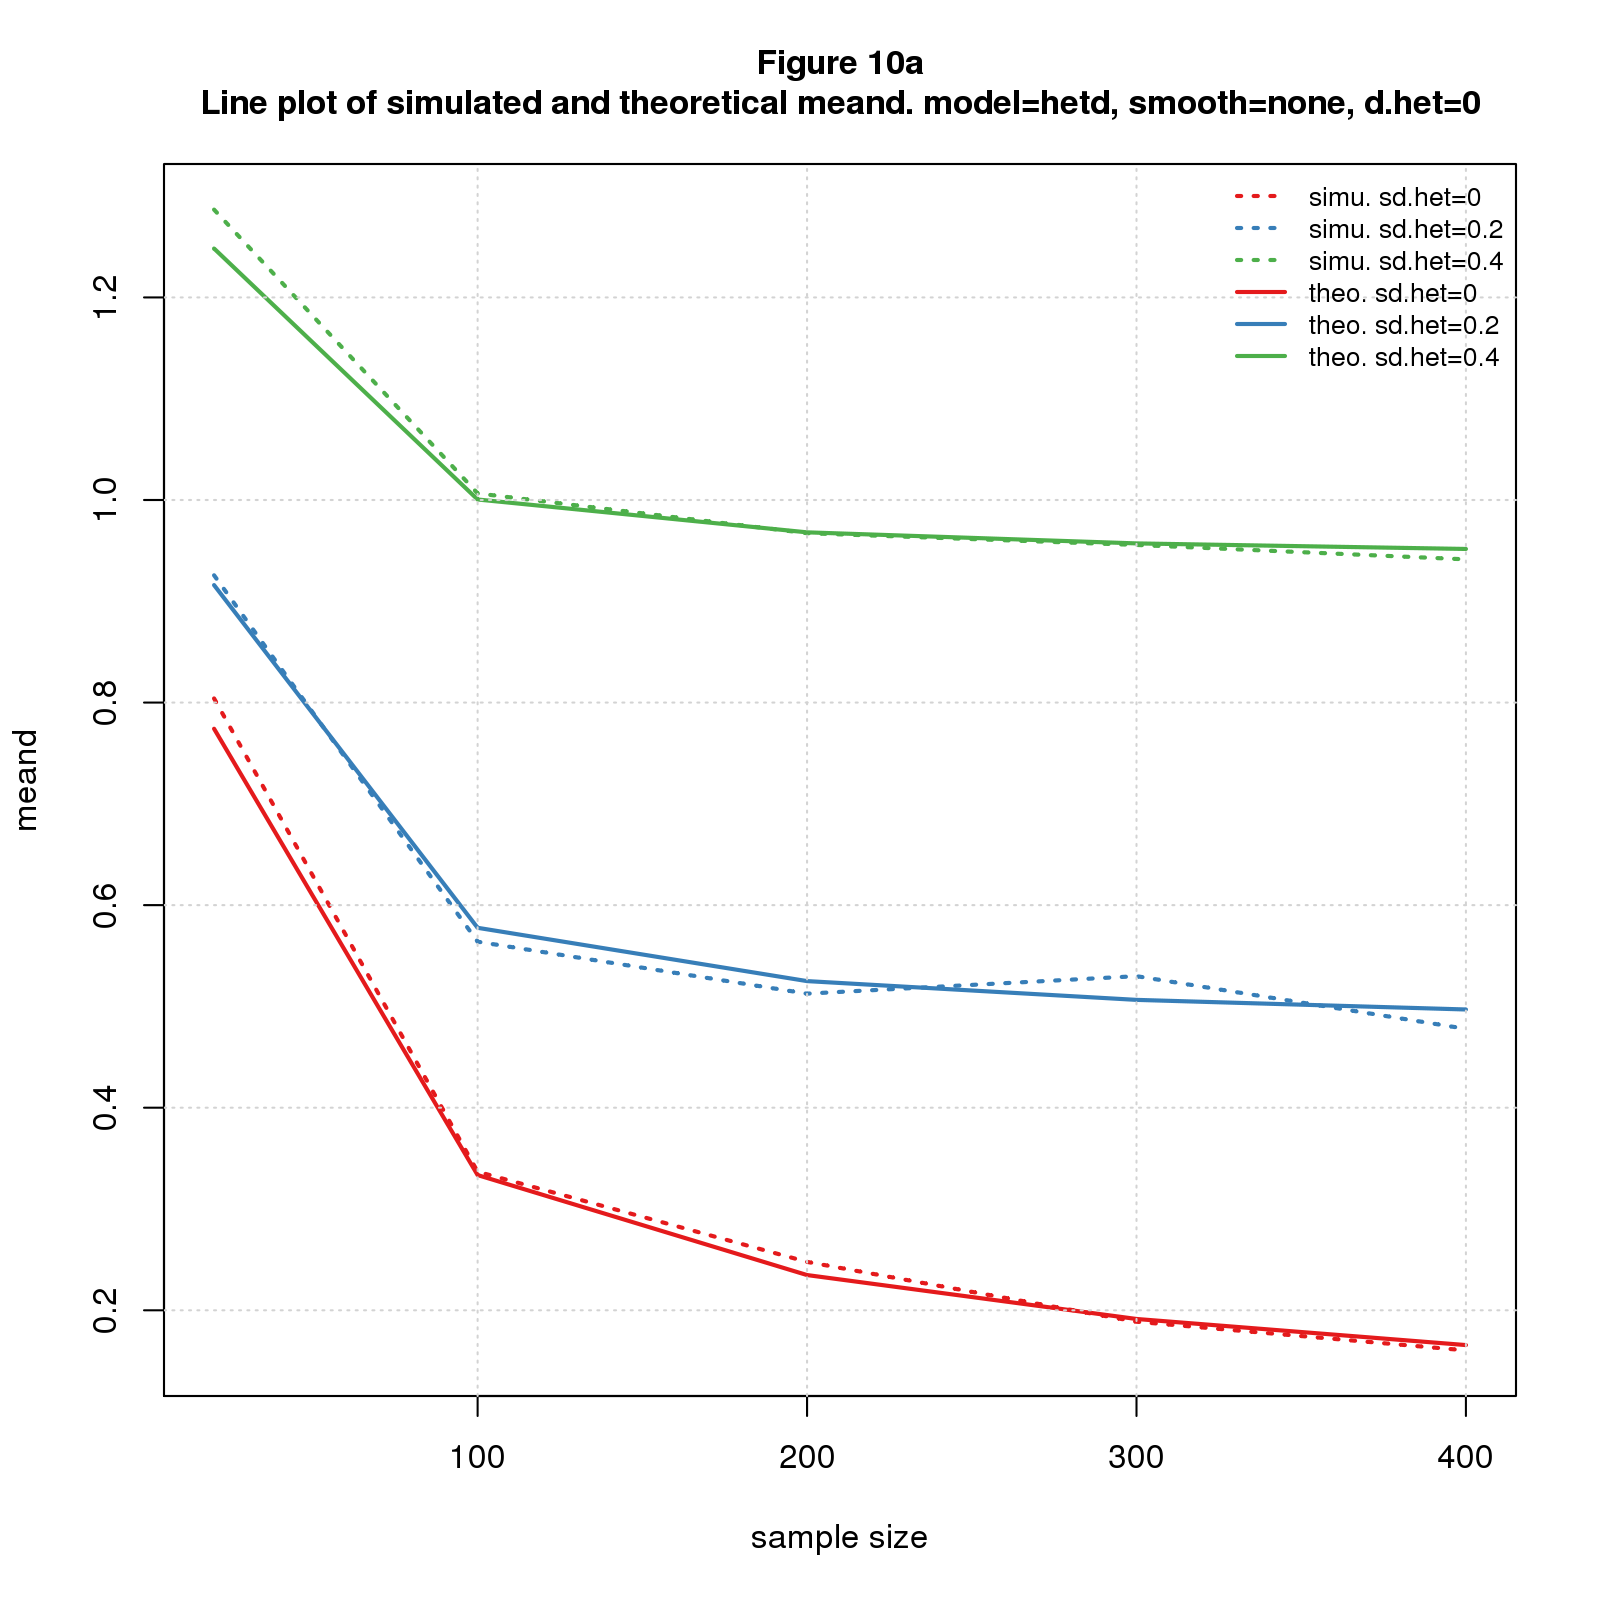 Figure 10a
Line plot of simulated and theoretical meand. model=hetd, smooth=none, d.het=0
simu. sd.het=0
simu. sd.het=0.2
simu. sd.het=0.4
theo. sd.het=0
theo. sd.het=0.2
theo. sd.het=0.4
1.2
1.0
0.8
0.6
0.4
0.2
meand
100 200 300 400
sample size